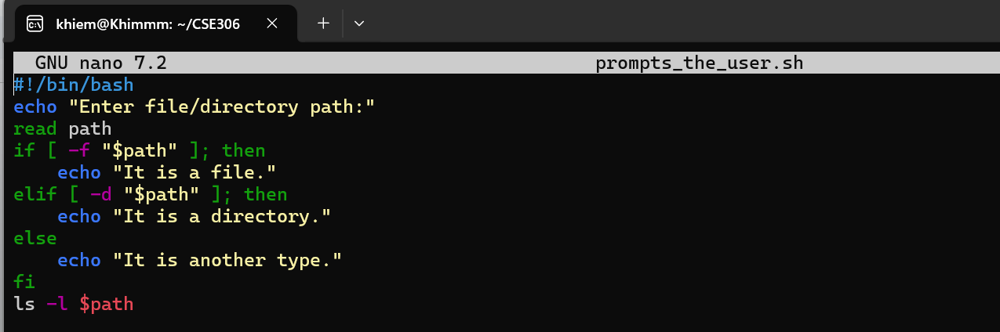 khiem@Khimmm: ~/CSE306
GNU nano 7.2 prompts_the_user.sh
#!/bin/bash
echo "Enter file/directory path:"
read path
if [ -f "$path" ]; then
    echo "It is a file."
elif [ -d "$path" ]; then
    echo "It is a directory."
else
    echo "It is another type."
fi
ls -l $path